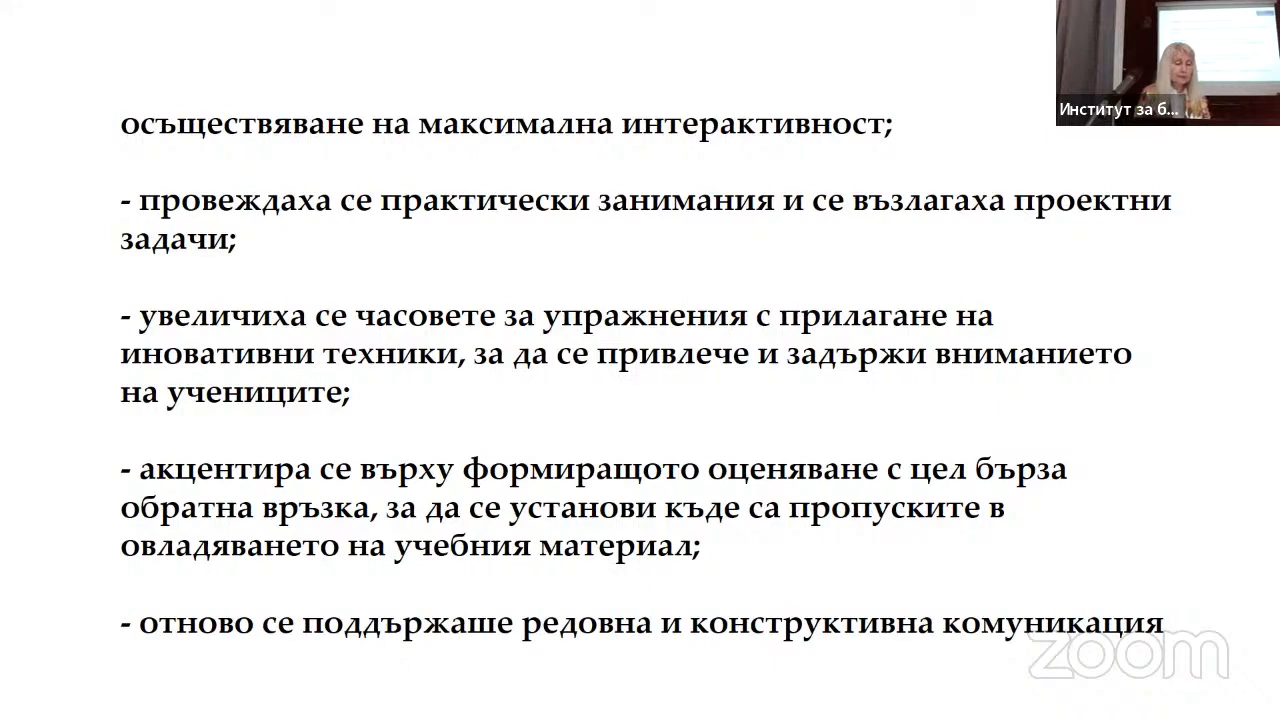 Институт за б...
осъществяване на максимална интерактивност;
- провеждаха се практически занимания и се възлагаха проектни
задачи;
- увеличиха се часовете за упражнения с прилагане на
иновативни техники, за да се привлече и задържи вниманието
на учениците;
- акцентира се върху формиращото оценяване с цел бърза
обратна връзка, за да се установи къде са пропуските в
овладяването на учебния материал;
- отново се поддържаше редовна и конструктивна комуникация
zoom